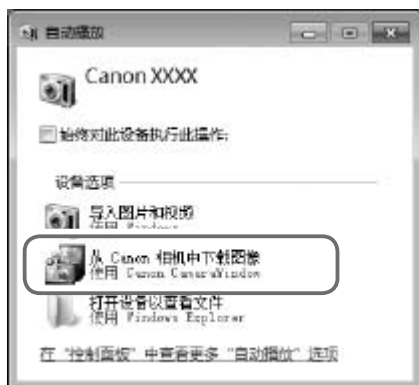 自动播放
Canon XXXX
始终对此设备执行此操作:
设备选项
导入图片和视频
使用 Windows
从 Canon 相机中下载图像
使用 Canon CameraWindow
打开设备以查看文件
使用 Windows Explorer
在 "控制面板" 中查看更多 "自动播放" 选项